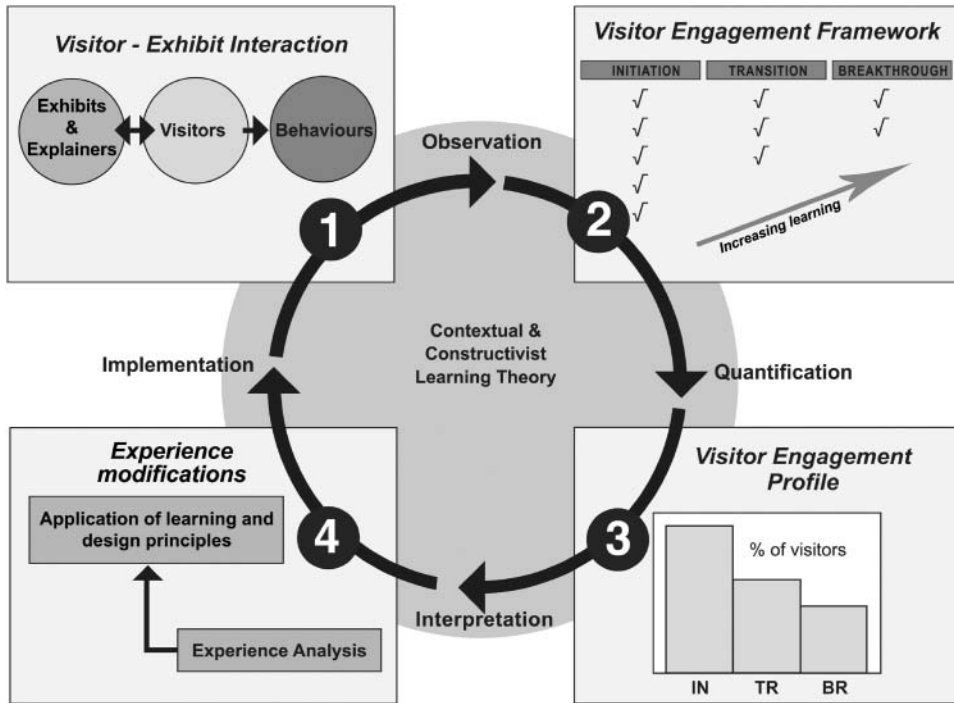 Visitor - Exhibit Interaction
Exhibits
&
Explainers
Visitors
Behaviours
1
Observation
Visitor Engagement Framework
INITIATION
TRANSITION
BREAKTHROUGH
√ √ √
√ √ √
√ √
√
√
Increasing learning
2
Contextual &
Constructivist
Learning Theory
Implementation
Quantification
Experience
modifications
Application of learning and
design principles
Experience Analysis
4
Interpretation
3
Visitor Engagement
Profile
% of visitors
IN TR BR